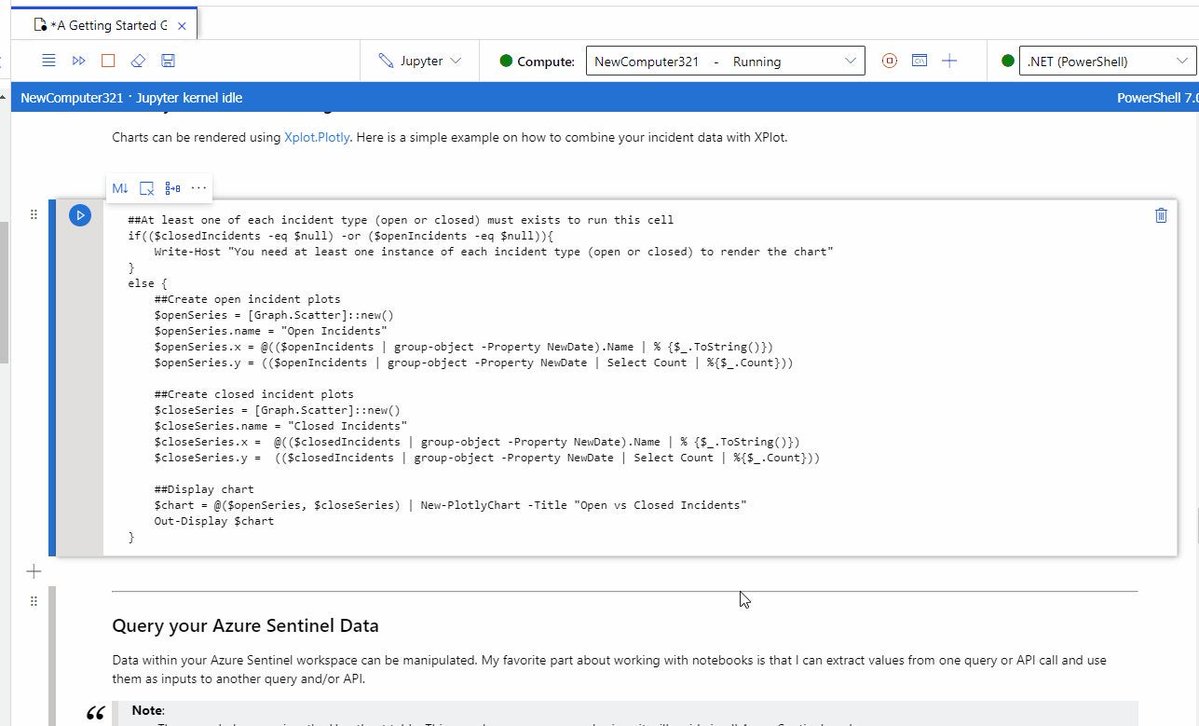 *A Getting Started G
Jupyter
Compute: NewComputer321 - Running
.NET (PowerShell)
NewComputer321 · Jupyter kernel idle
PowerShell 7.0
Charts can be rendered using Xplot.Plotly. Here is a simple example on how to combine your incident data with XPlot.
M↓
##At least one of each incident type (open or closed) must exists to run this cell
if(($closedIncidents -eq $null) -or ($openIncidents -eq $null)){
    Write-Host "You need at least one instance of each incident type (open or closed) to render the chart"
}
else {
    ##Create open incident plots
    $openSeries = [Graph.Scatter]::new()
    $openSeries.name = "Open Incidents"
    $openSeries.x = @(($openIncidents | group-object -Property NewDate).Name | % {$_.ToString()})
    $openSeries.y = (($openIncidents | group-object -Property NewDate | Select Count | %{$_.Count}))
    ##Create closed incident plots
    $closeSeries = [Graph.Scatter]::new()
    $closeSeries.name = "Closed Incidents"
    $closeSeries.x =  @(($closedIncidents | group-object -Property NewDate).Name | % {$_.ToString()})
    $closeSeries.y =  (($closedIncidents | group-object -Property NewDate | Select Count | %{$_.Count}))
    ##Display chart
    $chart = @($openSeries, $closeSeries) | New-PlotlyChart -Title "Open vs Closed Incidents"
    Out-Display $chart
}
Query your Azure Sentinel Data
Data within your Azure Sentinel workspace can be manipulated. My favorite part about working with notebooks is that I can extract values from one query or API call and use
them as inputs to another query and/or API.
Note: